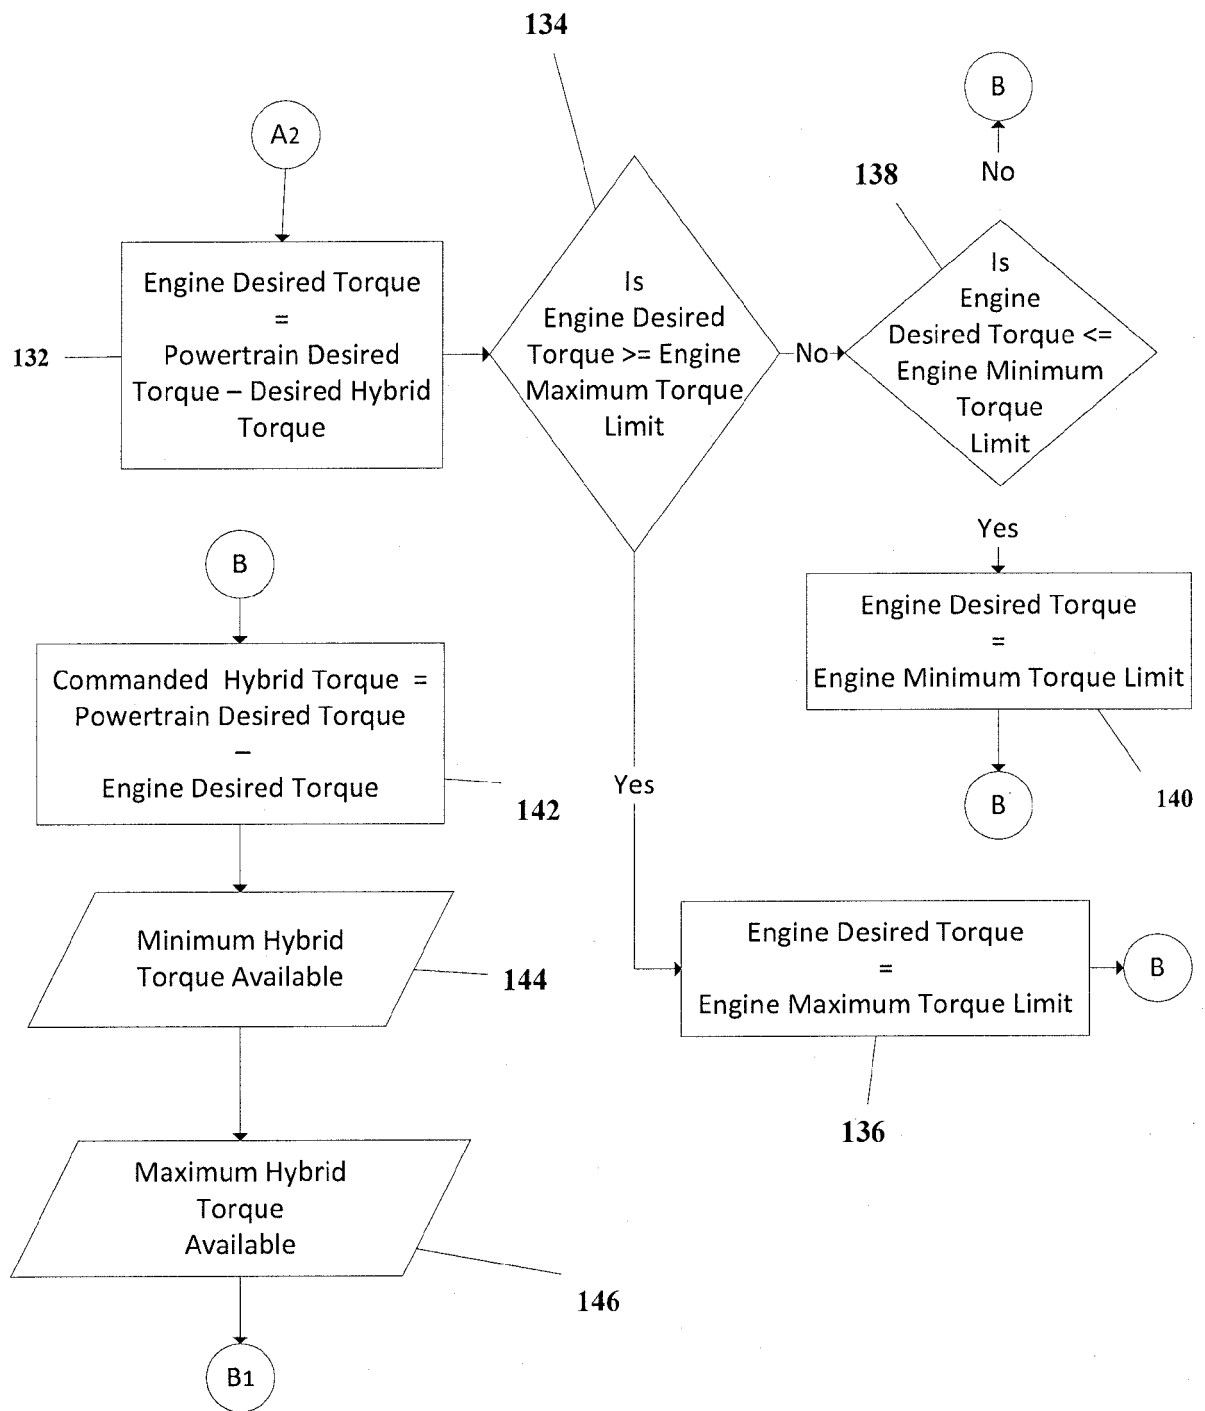 134
B
A2
No
138
Engine Desired Torque
=
Powertrain Desired
Torque – Desired Hybrid
Torque
132
Is
Engine Desired
Torque >= Engine
Maximum Torque
Limit
No
Is
Engine
Desired Torque <=
Engine Minimum
Torque
Limit
Yes
Engine Desired Torque
=
Engine Minimum Torque Limit
140
B
B
Commanded Hybrid Torque =
Powertrain Desired Torque
–
Engine Desired Torque
142
Yes
Minimum Hybrid
Torque Available
144
Engine Desired Torque
=
Engine Maximum Torque Limit
B
136
Maximum Hybrid
Torque
Available
146
B1